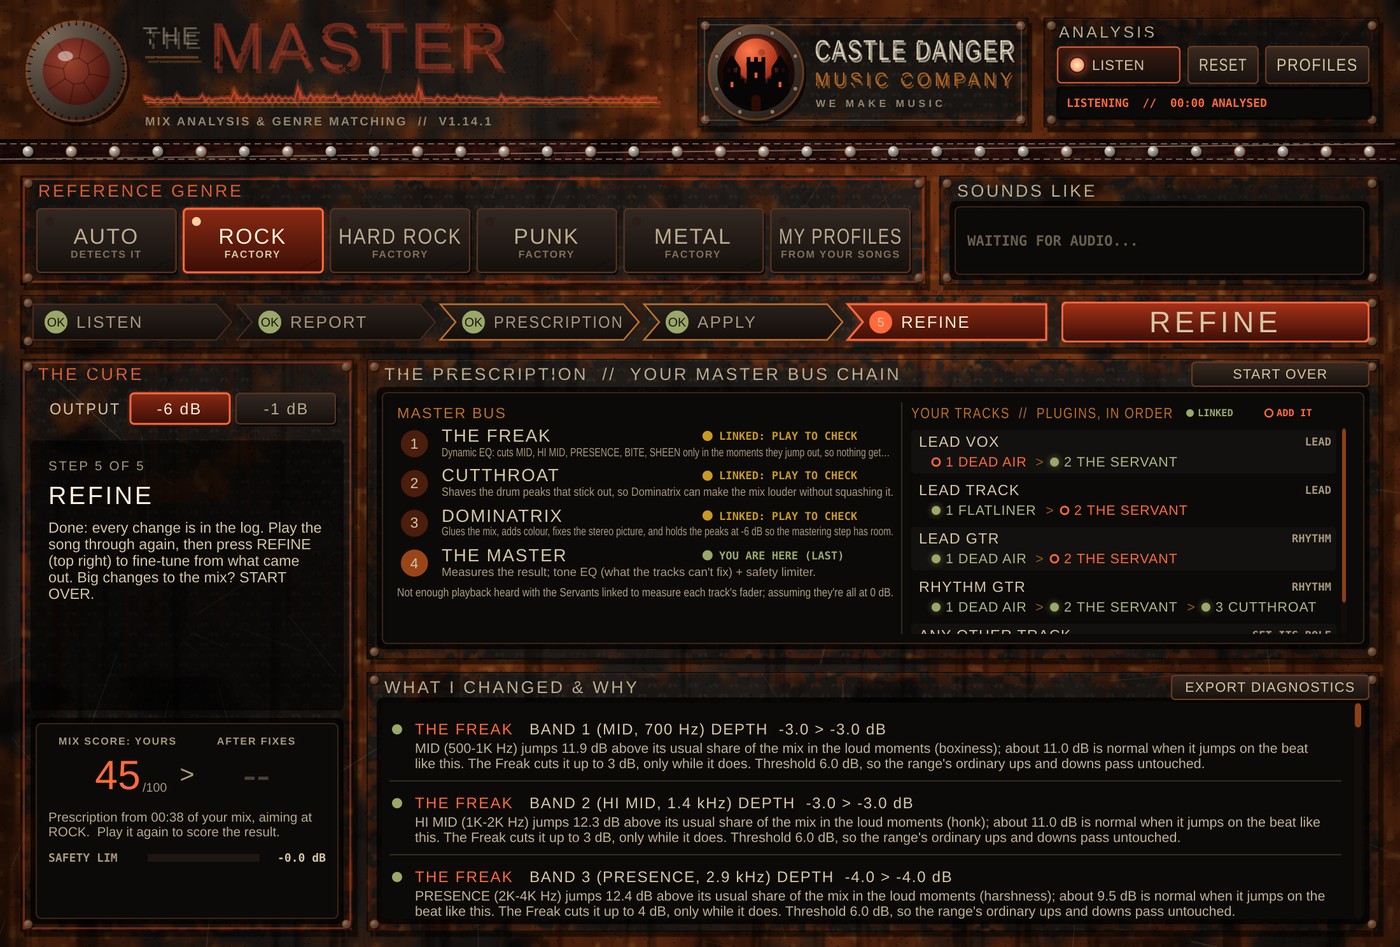 THE MASTER
MIX ANALYSIS & GENRE MATCHING // V1.14.1
CASTLE DANGER
MUSIC COMPANY
WE MAKE MUSIC
ANALYSIS
LISTEN RESET PROFILES
LISTENING // 00:00 ANALYSED
REFERENCE GENRE
AUTO
DETECTS IT
ROCK
FACTORY
HARD ROCK
FACTORY
PUNK
FACTORY
METAL
FACTORY
MY PROFILES
FROM YOUR SONGS
SOUNDS LIKE
WAITING FOR AUDIO...
OK LISTEN
OK REPORT
OK PRESCRIPTION
OK APPLY
5 REFINE
REFINE
THE CURE
OUTPUT -6 dB -1 dB
STEP 5 OF 5
REFINE
Done: every change is in the log. Play the
song through again, then press REFINE
(top right) to fine-tune from what came
out. Big changes to the mix? START
OVER.
MIX SCORE: YOURS AFTER FIXES
45 /100 > --
Prescription from 00:38 of your mix, aiming at
ROCK. Play it again to score the result.
SAFETY LIM -0.0 dB
THE PRESCRIPTION // YOUR MASTER BUS CHAIN
START OVER
MASTER BUS
1 THE FREAK LINKED: PLAY TO CHECK
Dynamic EQ: cuts MID, HI MID, PRESENCE, BITE, SHEEN only in the moments they jump out, so nothing get...
2 CUTTHROAT LINKED: PLAY TO CHECK
Shaves the drum peaks that stick out, so Dominatrix can make the mix louder without squashing it.
3 DOMINATRIX LINKED: PLAY TO CHECK
Glues the mix, adds colour, fixes the stereo picture, and holds the peaks at -6 dB so the mastering step has room.
4 THE MASTER YOU ARE HERE (LAST)
Measures the result; tone EQ (what the tracks can't fix) + safety limiter.
Not enough playback heard with the Servants linked to measure each track's fader; assuming they're all at 0 dB.
YOUR TRACKS // PLUGINS, IN ORDER LINKED ADD IT
LEAD VOX LEAD
1 DEAD AIR > 2 THE SERVANT
LEAD TRACK LEAD
1 FLATLINER > 2 THE SERVANT
LEAD GTR RHYTHM
1 DEAD AIR > 2 THE SERVANT
RHYTHM GTR RHYTHM
1 DEAD AIR > 2 THE SERVANT > 3 CUTTHROAT
ANY OTHER TRACK SET ITS ROLE
WHAT I CHANGED & WHY
EXPORT DIAGNOSTICS
THE FREAK BAND 1 (MID, 700 Hz) DEPTH -3.0 > -3.0 dB
MID (500-1K Hz) jumps 11.9 dB above its usual share of the mix in the loud moments (boxiness); about 11.0 dB is normal when it jumps on the beat
like this. The Freak cuts it up to 3 dB, only while it does. Threshold 6.0 dB, so the range's ordinary ups and downs pass untouched.
THE FREAK BAND 2 (HI MID, 1.4 kHz) DEPTH -3.0 > -3.0 dB
HI MID (1K-2K Hz) jumps 12.3 dB above its usual share of the mix in the loud moments (honk); about 11.0 dB is normal when it jumps on the beat like
this. The Freak cuts it up to 3 dB, only while it does. Threshold 6.0 dB, so the range's ordinary ups and downs pass untouched.
THE FREAK BAND 3 (PRESENCE, 2.9 kHz) DEPTH -4.0 > -4.0 dB
PRESENCE (2K-4K Hz) jumps 12.4 dB above its usual share of the mix in the loud moments (harshness); about 9.5 dB is normal when it jumps on the
beat like this. The Freak cuts it up to 4 dB, only while it does. Threshold 6.0 dB, so the range's ordinary ups and downs pass untouched.